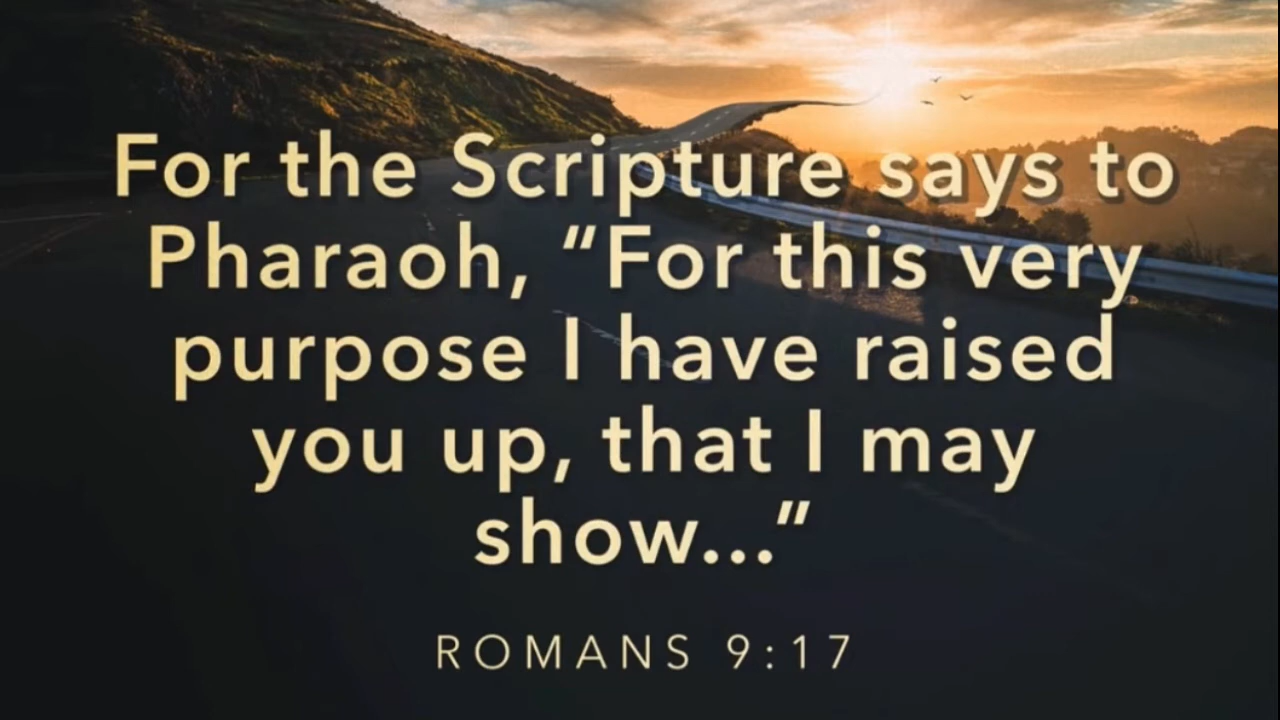 For the Scripture says to
Pharaoh, “For this very
purpose I have raised
you up, that I may
show...”
ROMANS 9:17